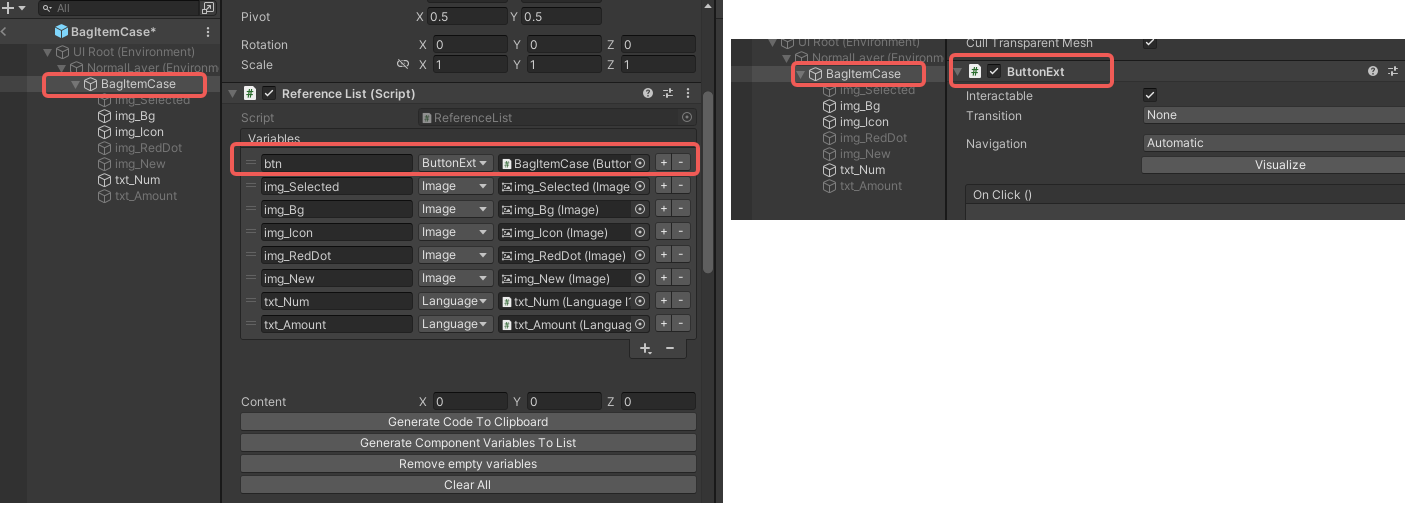 All
BagItemCase*
UI Root (Environment)
NormalLayer (Environm
BagItemCase
img_Selected
img_Bg
img_Icon
img_RedDot
img_New
txt_Num
txt_Amount
Pivot X 0.5 Y 0.5
Rotation X 0 Y 0 Z 0
Scale X 1 Y 1 Z 1
# Reference List (Script)
Script # ReferenceList
Variables
btn ButtonExt # BagItemCase (Button + -
img_Selected Image img_Selected (Image + -
img_Bg Image img_Bg (Image) + -
img_Icon Image img_Icon (Image) + -
img_RedDot Image img_RedDot (Image) + -
img_New Image img_New (Image) + -
txt_Num Language # txt_Num (Language I + -
txt_Amount Language # txt_Amount (Languag + -
+ -
Content X 0 Y 0 Z 0
Generate Code To Clipboard
Generate Component Variables To List
Remove empty variables
Clear All
UI Root (Environment)
NormalLayer (Environm
BagItemCase
img_Selected
img_Bg
img_Icon
img_RedDot
img_New
txt_Num
txt_Amount
Cull Transparent Mesh
# ButtonExt
Interactable
Transition None
Navigation Automatic
Visualize
On Click ()